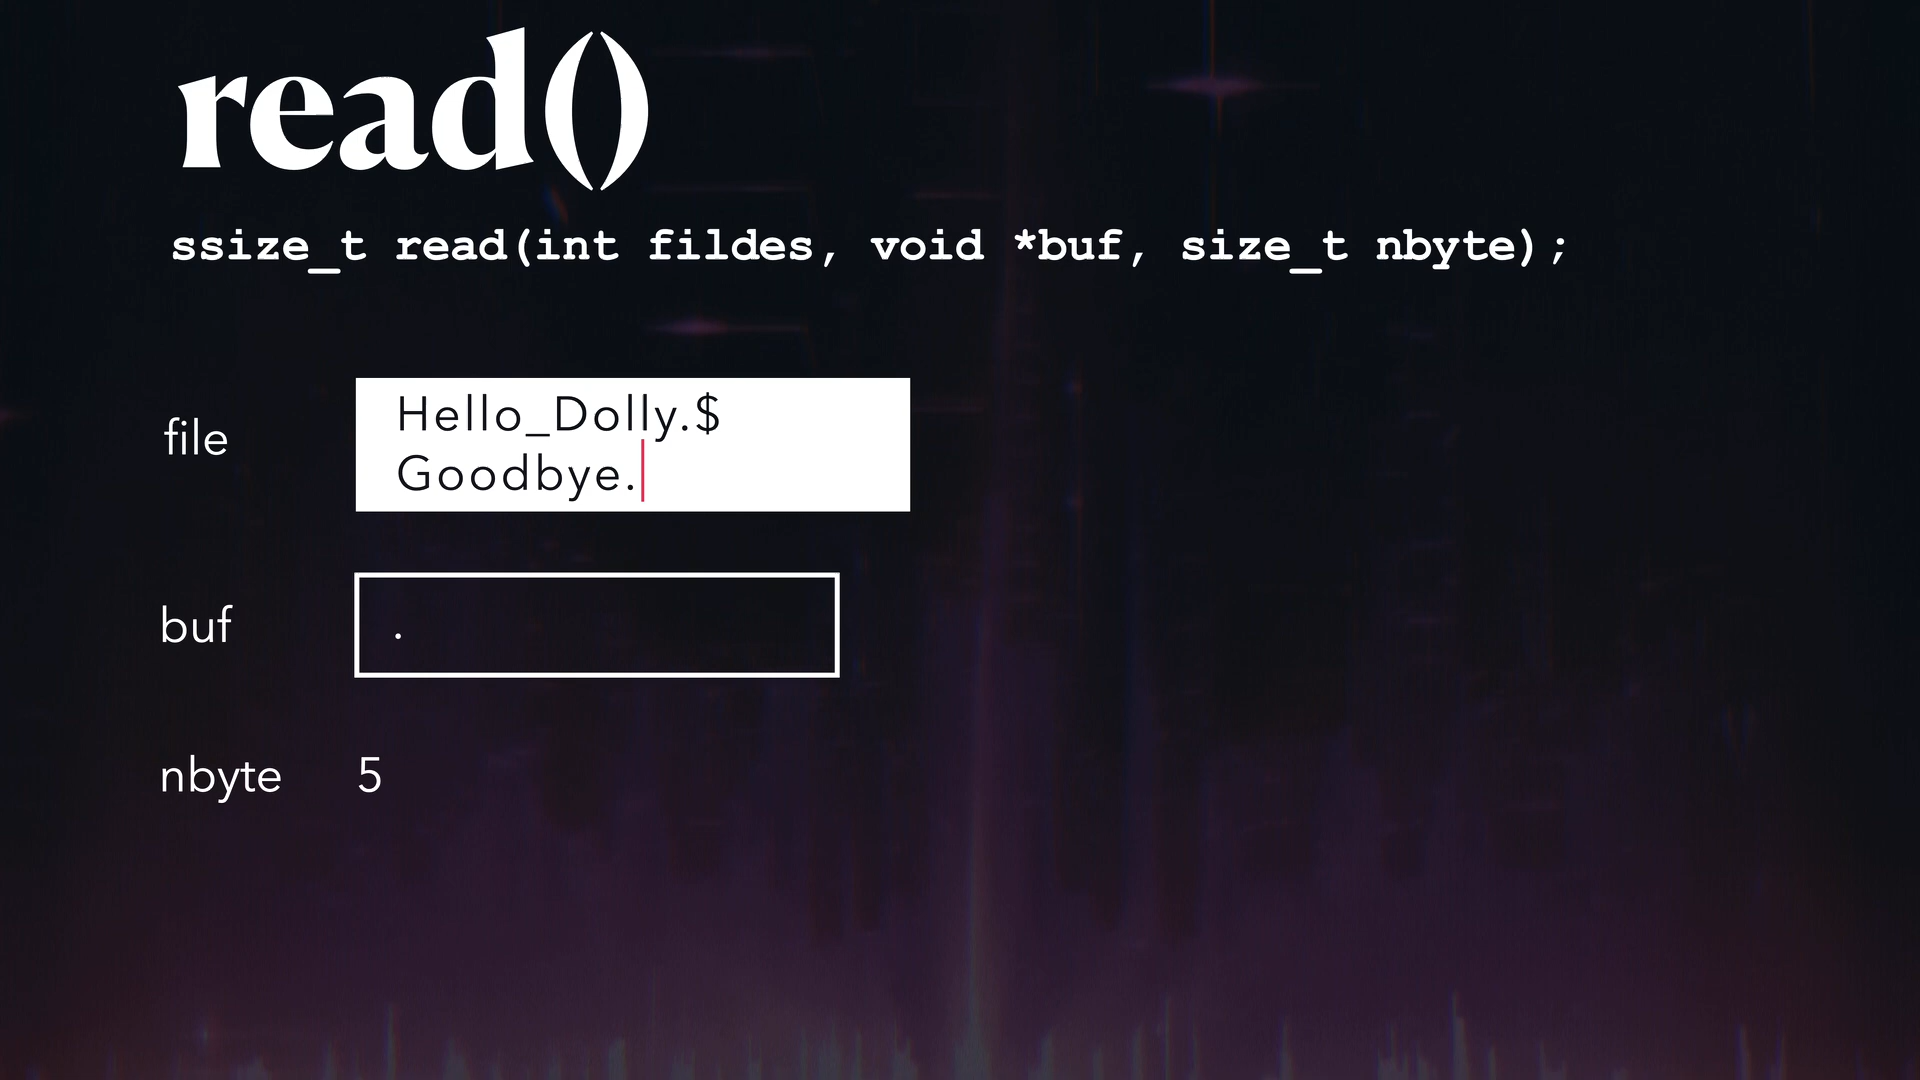 read()
ssize_t read(int fildes, void *buf, size_t nbyte);
file
Hello_Dolly.$
Goodbye.
buf
.
nbyte 5